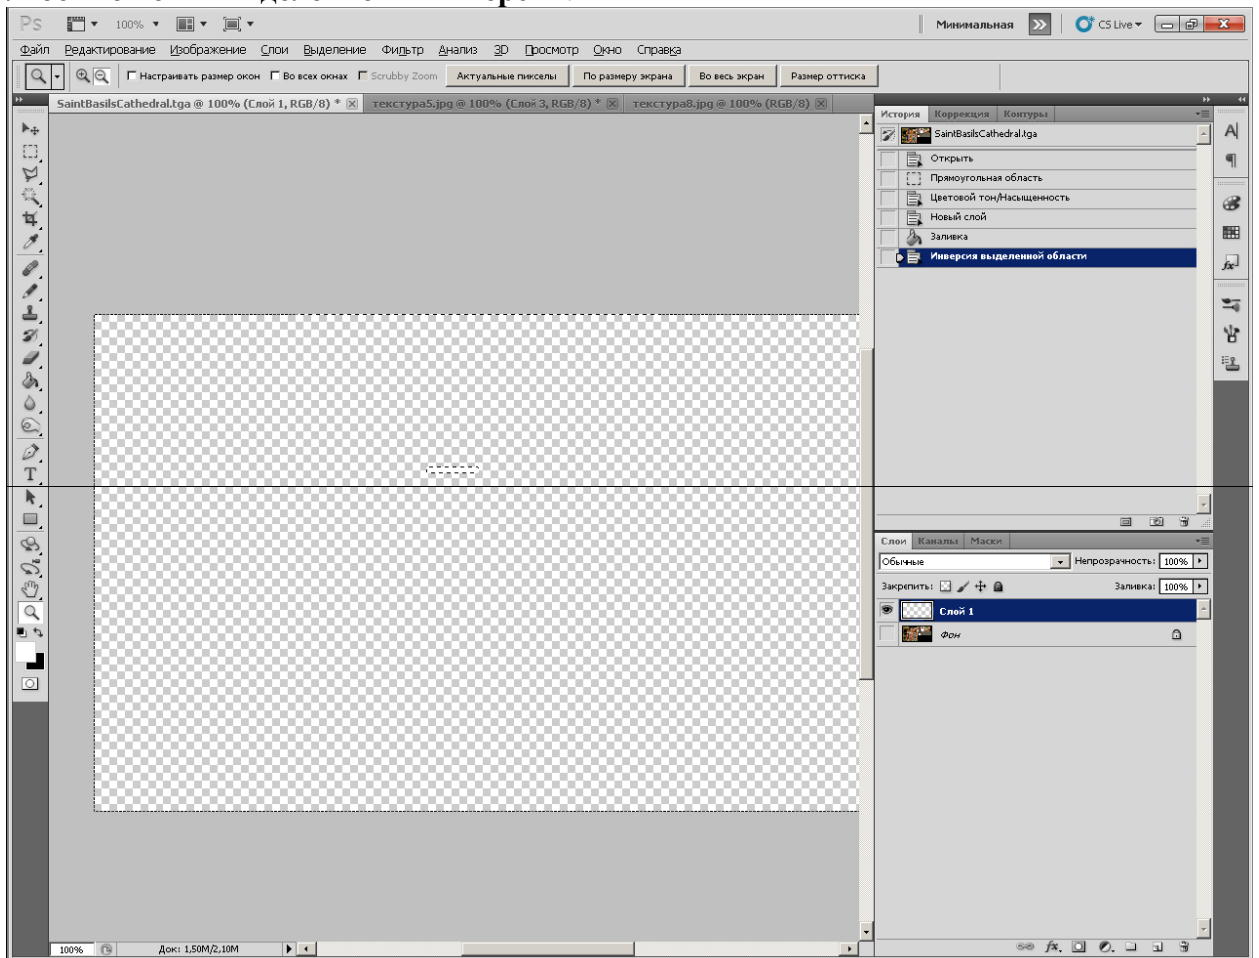 Ps 100% Минимальная CS Live
Файл Редактирование Изображение Слои Выделение Фильтр Анализ 3D Просмотр Окно Справка
Настраивать размер окон Во всех окнах Scrubby Zoom Актуальные пикселы По размеру экрана Во весь экран Размер оттиска
SaintBasilsCathedral.tga @ 100% (Слой 1, RGB/8) * текстура5.jpg @ 100% (Слой 3, RGB/8) * текстура8.jpg @ 100% (RGB/8)
История Коррекция Контуры
SaintBasilsCathedral.tga
Открыть
Прямоугольная область
Цветовой тон/Насыщенность
Новый слой
Заливка
Инверсия выделенной области
Слои Каналы Маски
Обычные Непрозрачность: 100%
Закрепить: Заливка: 100%
Слой 1
Фон
100% Док: 1,50M/2,10M